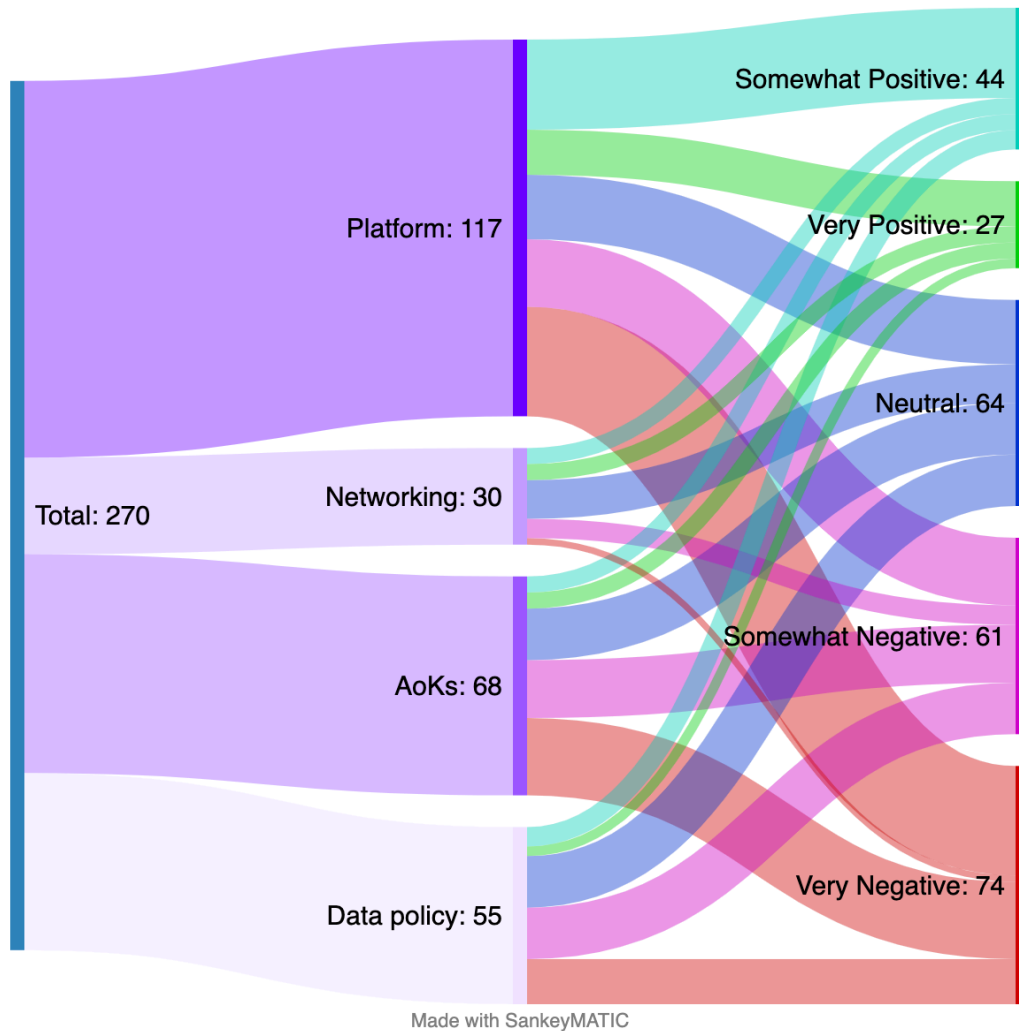 Somewhat Positive: 44
Very Positive: 27
Platform: 117
Neutral: 64
Networking: 30
Total: 270
Somewhat Negative: 61
AoKs: 68
Very Negative: 74
Data policy: 55
Made with SankeyMATIC